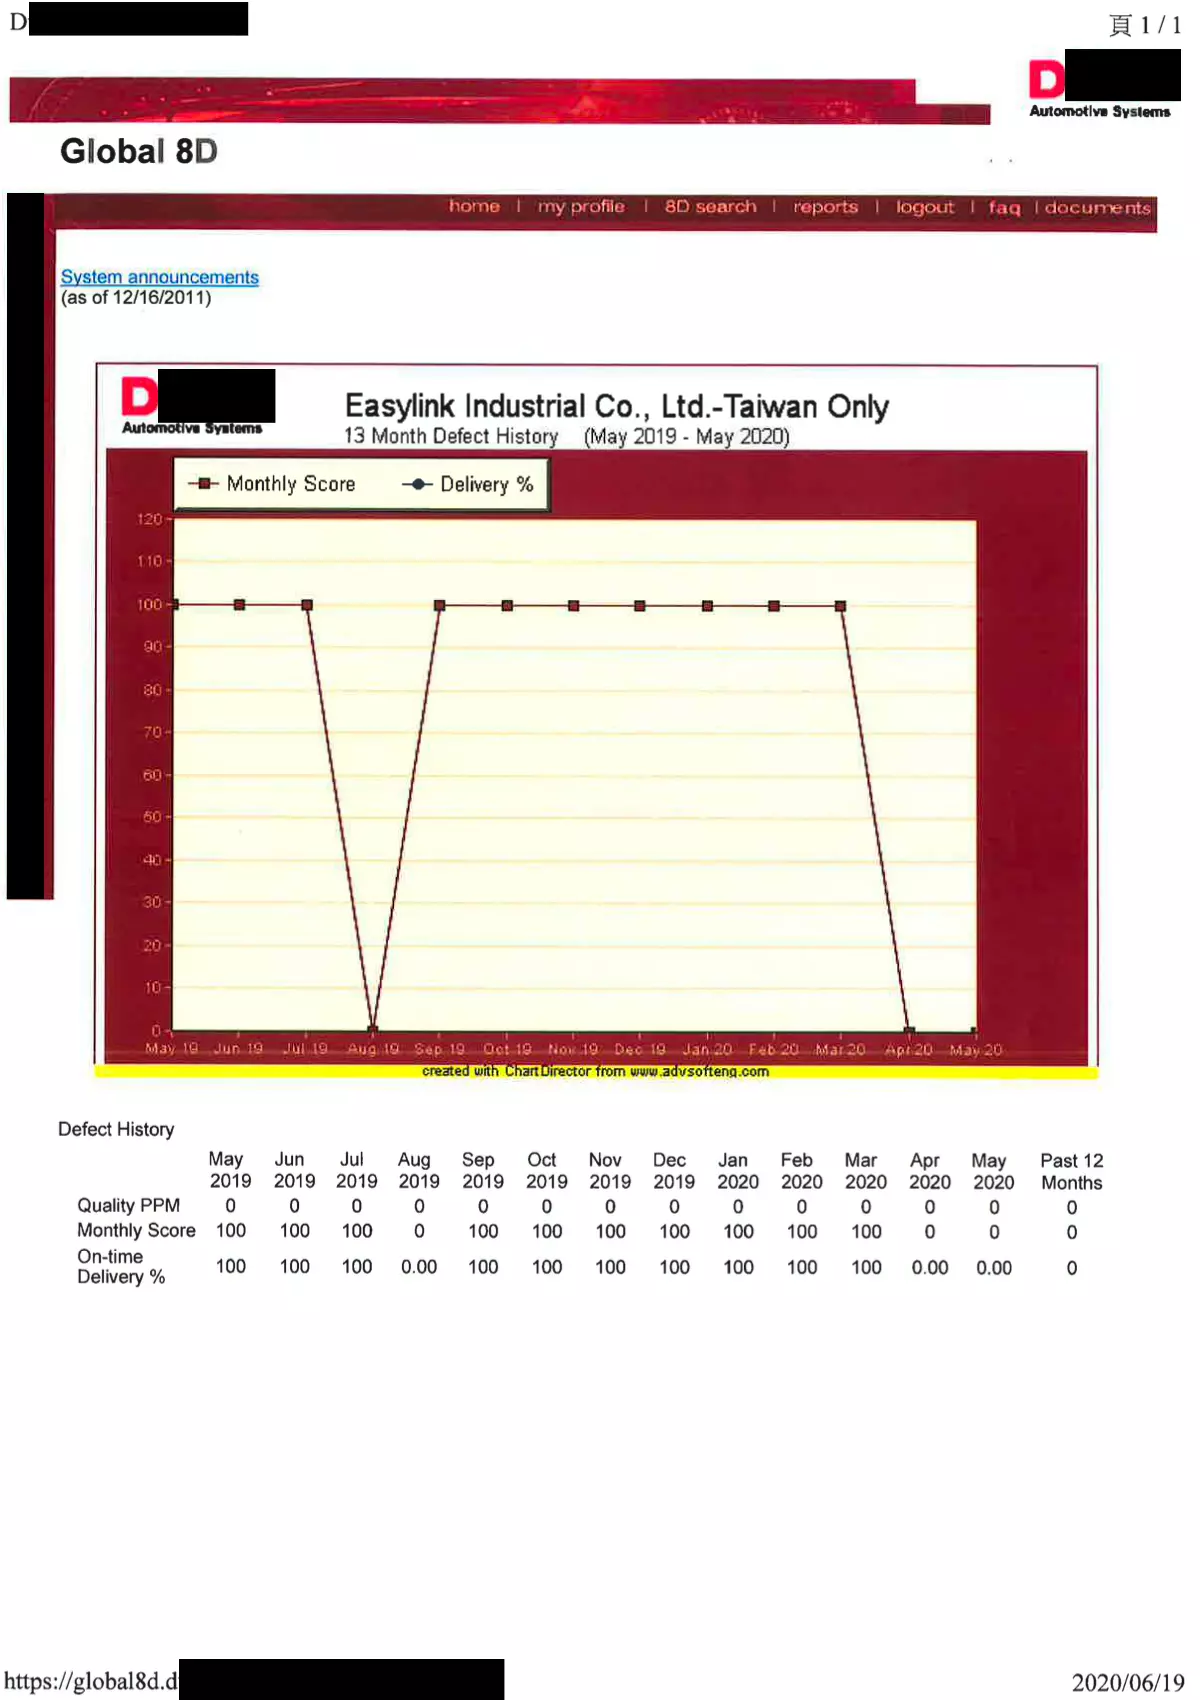 D
頁 1 / 1
D
Automotive Systems
Global 8D
home | my profile | 8D search | reports | logout | faq | documents
System announcements
(as of 12/16/2011)
D
Automotive Systems
Easylink Industrial Co., Ltd.-Taiwan Only
13 Month Defect History (May 2019 - May 2020)
Monthly Score Delivery %
120
110
100
90
80
70
60
50
40
30
20
10
0
May 19 Jun 19 Jul 19 Aug 19 Sep 19 Oct 19 Nov 19 Dec 19 Jan 20 Feb 20 Mar 20 Apr 20 May 20
created with ChartDirector from www.advsofteng.com
Defect History
May Jun Jul Aug Sep Oct Nov Dec Jan Feb Mar Apr May Past 12
2019 2019 2019 2019 2019 2019 2019 2019 2020 2020 2020 2020 2020 Months
Quality PPM 0 0 0 0 0 0 0 0 0 0 0 0 0 0
Monthly Score 100 100 100 0 100 100 100 100 100 100 100 0 0 0
On-time
Delivery % 100 100 100 0.00 100 100 100 100 100 100 100 0.00 0.00 0
https://global8d.d
2020/06/19